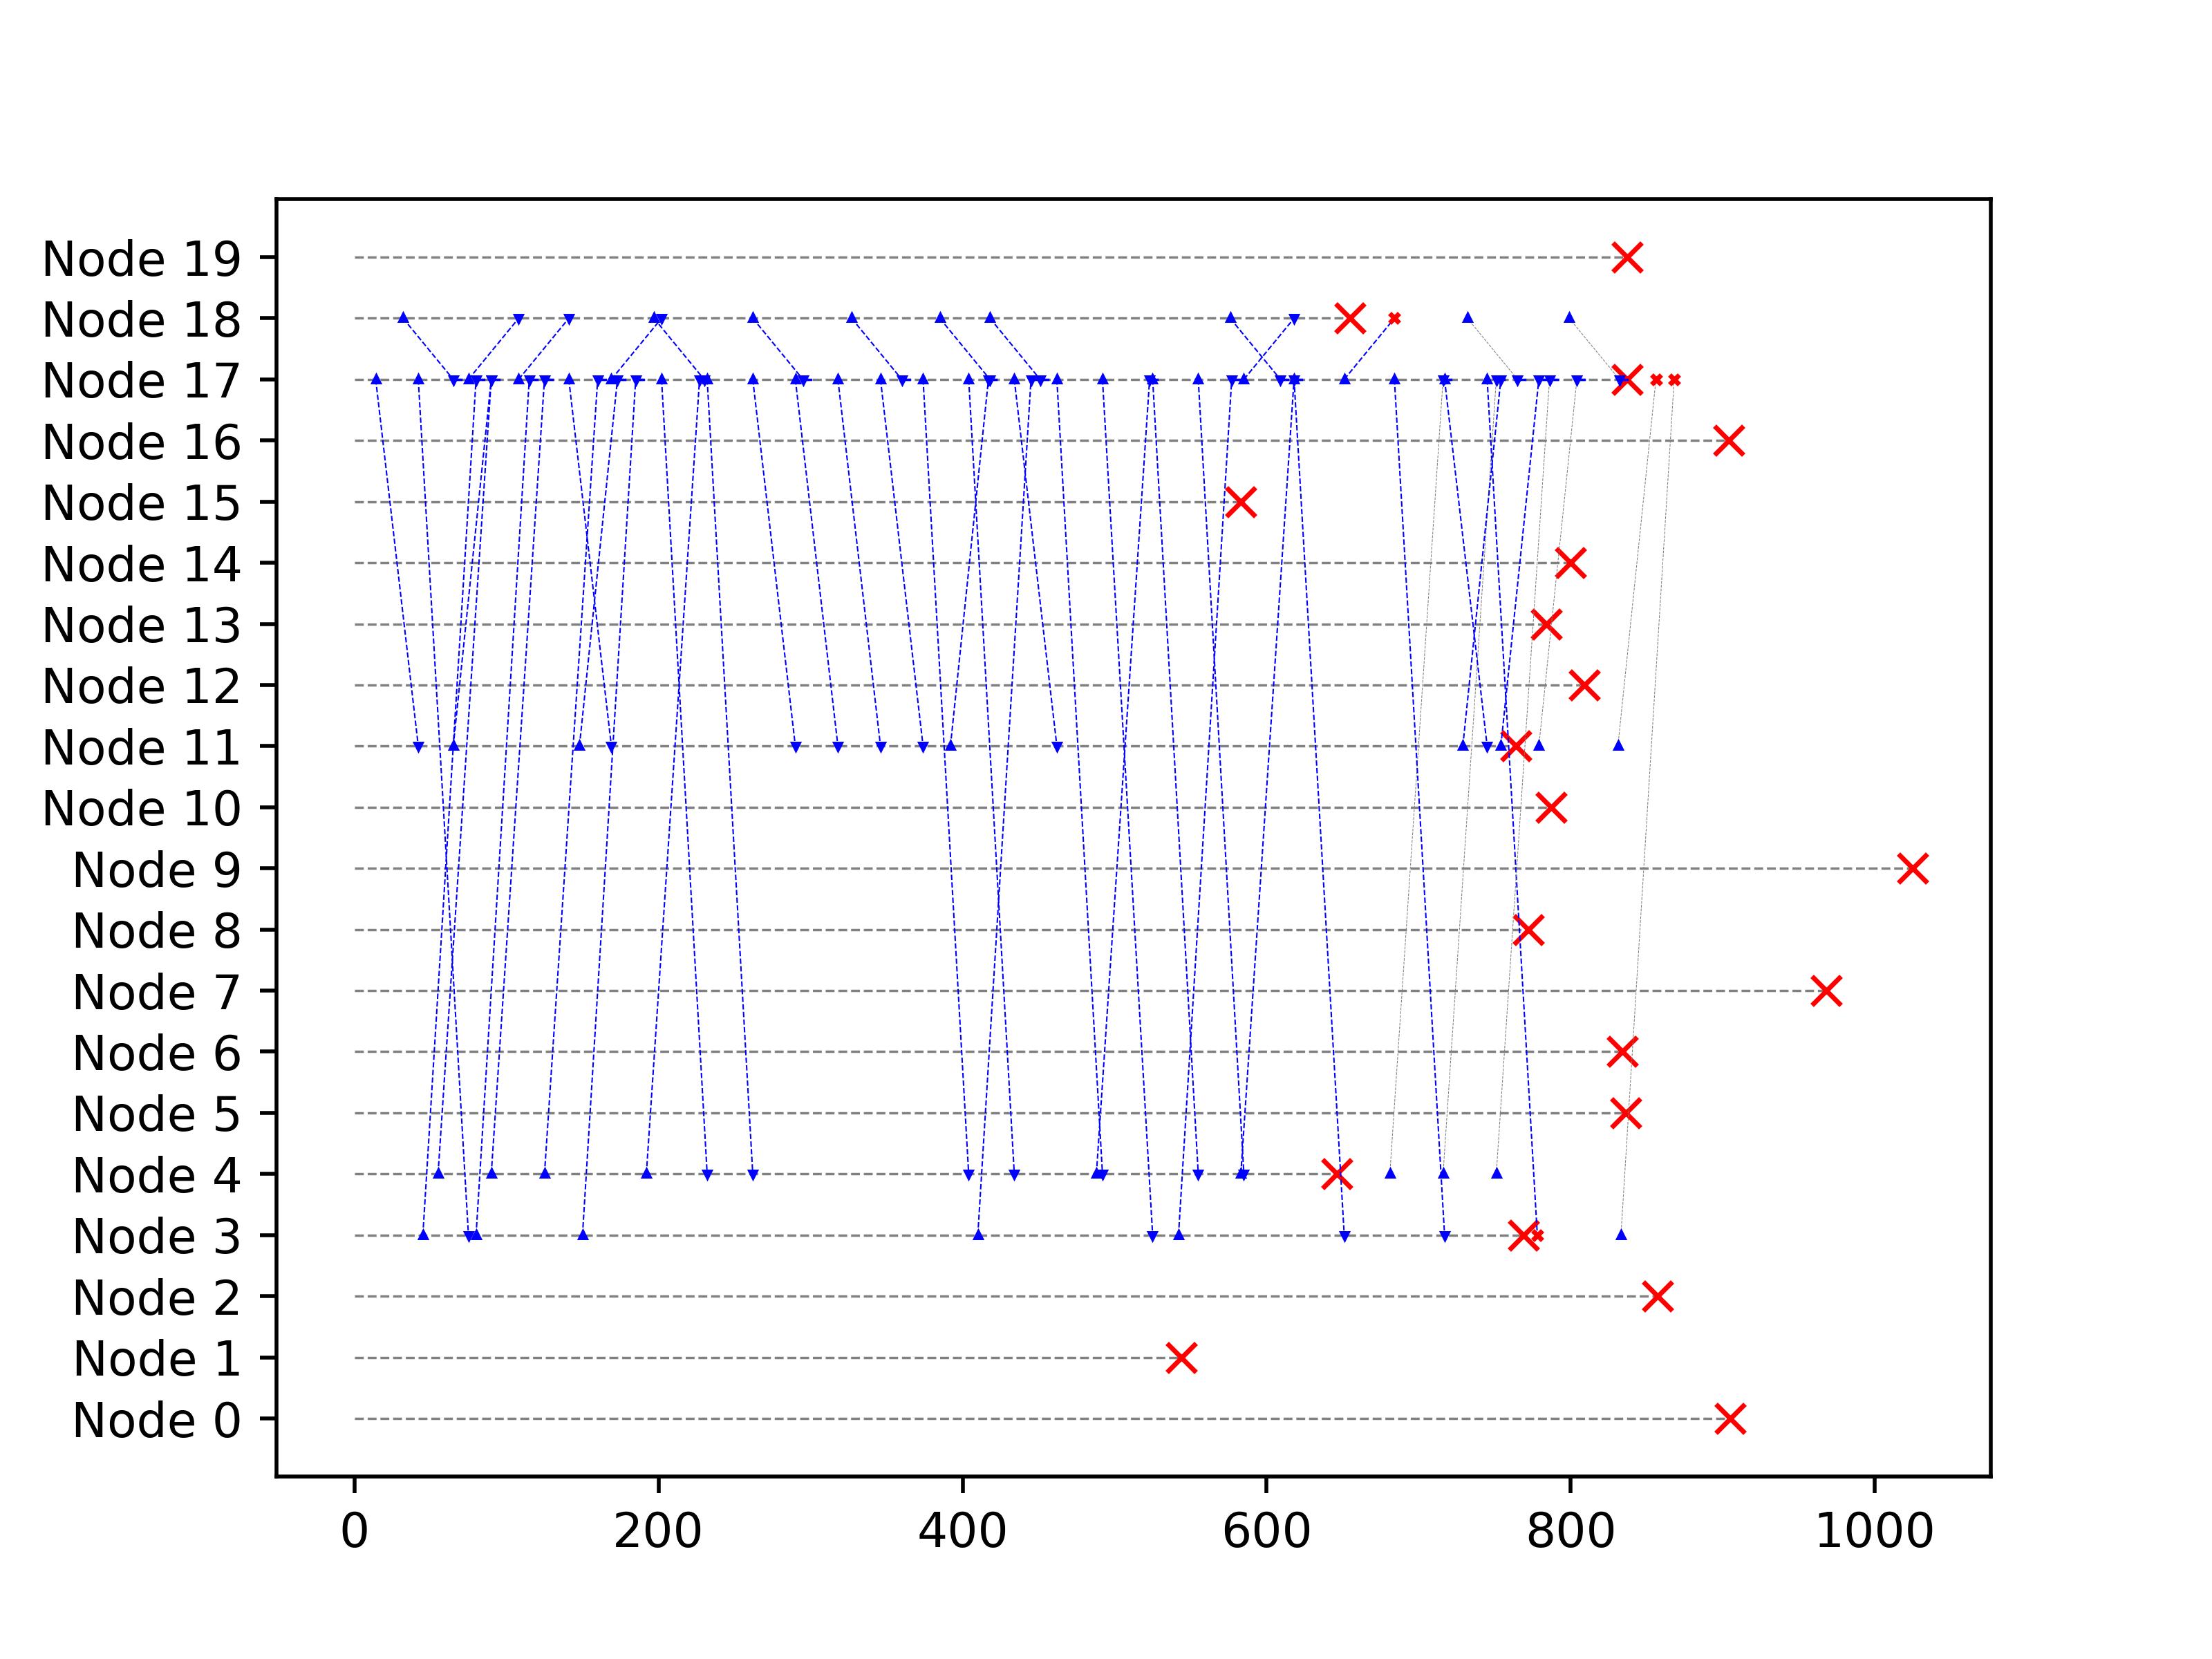 Node 19
Node 18
Node 17
Node 16
Node 15
Node 14
Node 13
Node 12
Node 11
Node 10
Node 9
Node 8
Node 7
Node 6
Node 5
Node 4
Node 3
Node 2
Node 1
Node 0
0 200 400 600 800 1000